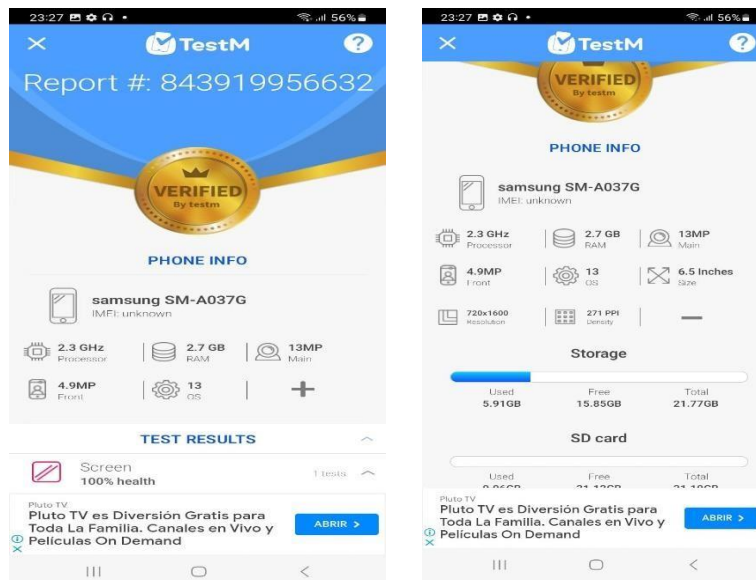 23:27
56%
TestM
?
Report #: 843919956632
VERIFIED
By testm
PHONE INFO
samsung SM-A037G
IMEI: unknown
2.3 GHz
Processor
2.7 GB
RAM
13MP
Main
4.9MP
Front
13
OS
TEST RESULTS
Screen
100% health
1 tests
Pluto TV
Pluto TV es Diversión Gratis para
Toda La Familia. Canales en Vivo y
Películas On Demand
ABRIR >
23:27
56%
TestM
?
VERIFIED
By testm
PHONE INFO
samsung SM-A037G
IMEI: unknown
2.3 GHz
Processor
2.7 GB
RAM
13MP
Main
4.9MP
Front
13
OS
6.5 Inches
Size
720x1600
Resolution
271 PPI
Density
Storage
Used
5.91GB
Free
15.85GB
Total
21.77GB
SD card
Used
Free
Total
Pluto TV
Pluto TV es Diversión Gratis para
Toda La Familia. Canales en Vivo y
Películas On Demand
ABRIR >